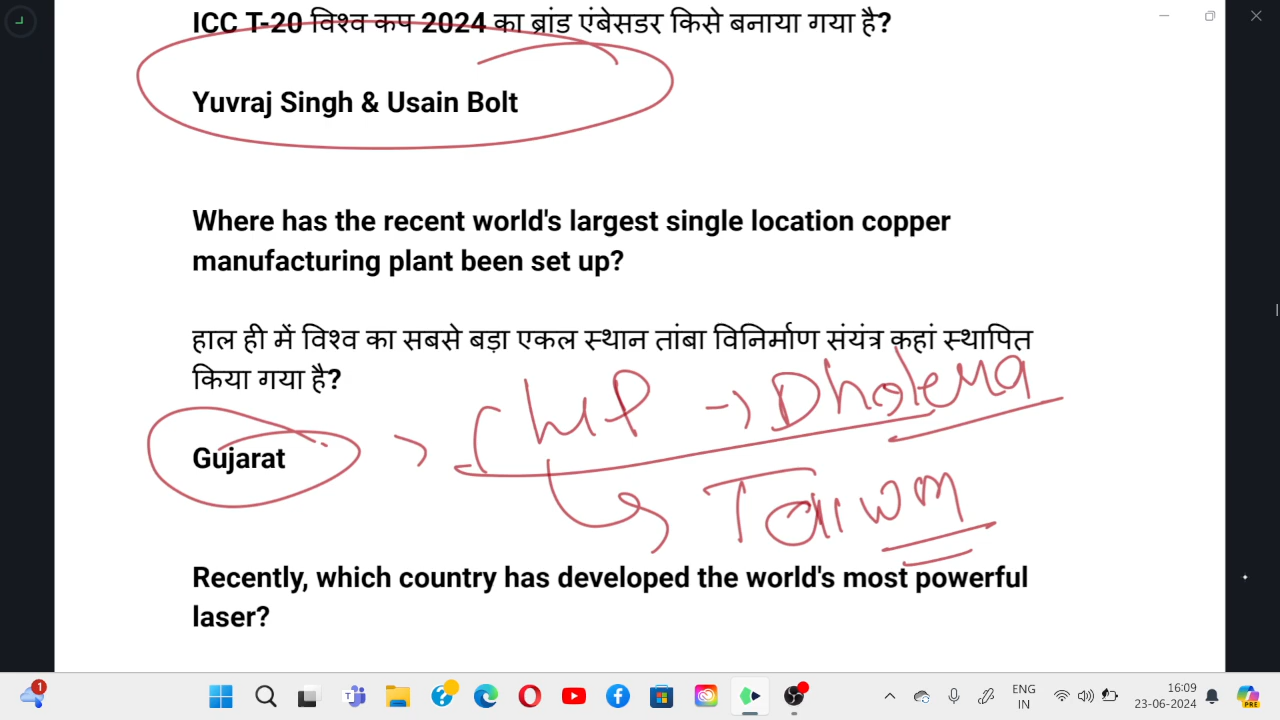 ICC T-20 विश्व कप 2024 का ब्रांड एंबेसडर किसे बनाया गया है?
Yuvraj Singh & Usain Bolt
Where has the recent world's largest single location copper
manufacturing plant been set up?
हाल ही में विश्व का सबसे बड़ा एकल स्थान तांबा विनिर्माण संयंत्र कहां स्थापित
किया गया है?
Chip → Dholera
Gujarat
Taiwan
Recently, which country has developed the world's most powerful
laser?
1
ENG
IN
16:09
23-06-2024
PRE